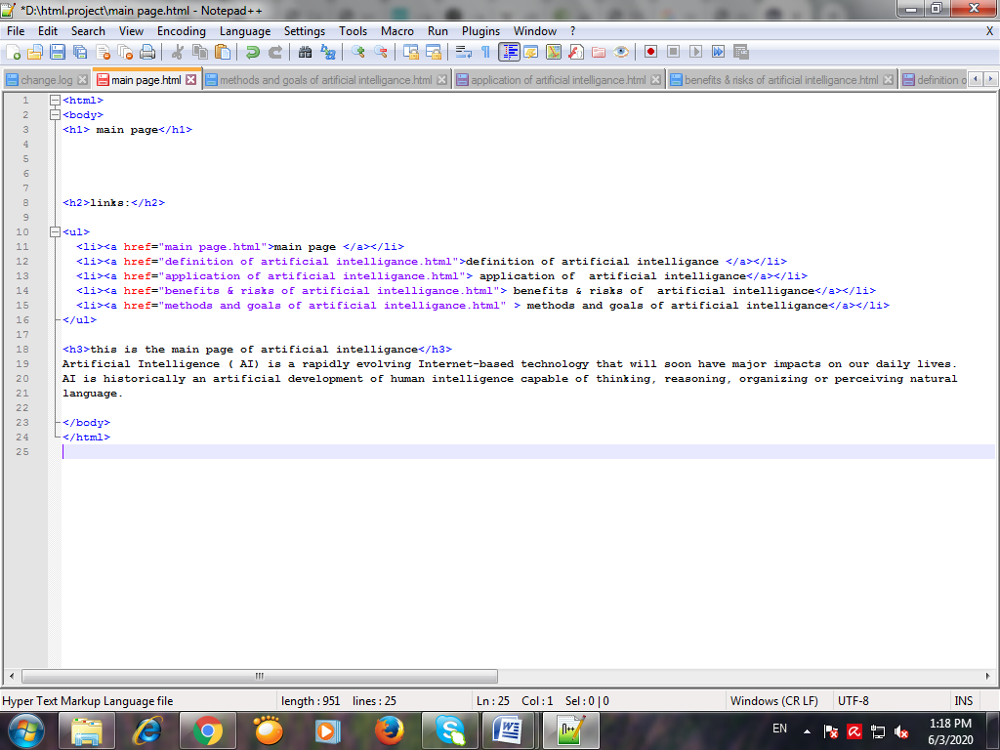 *D:\html.project\main page.html - Notepad++
File Edit Search View Encoding Language Settings Tools Macro Run Plugins Window ? X
change.log main page.html methods and goals of artificial intelligance.html application of artificial intelligance.html benefits & risks of artificial intelligance.html definition o
1 <html>
2 <body>
3 <h1> main page</h1>
4
5
6
7
8 <h2>links:</h2>
9
10 <ul>
11 <li><a href="main page.html">main page </a></li>
12 <li><a href="definition of artificial intelligance.html">definition of artificial intelligance </a></li>
13 <li><a href="application of artificial intelligance.html"> application of  artificial intelligance</a></li>
14 <li><a href="benefits & risks of artificial intelligance.html"> benefits & risks of  artificial intelligance</a></li>
15 <li><a href="methods and goals of artificial intelligance.html" > methods and goals of artificial intelligance</a></li>
16 </ul>
17
18 <h3>this is the main page of artificial intelligance</h3>
19 Artificial Intelligence ( AI) is a rapidly evolving Internet-based technology that will soon have major impacts on our daily lives.
20 AI is historically an artificial development of human intelligence capable of thinking, reasoning, organizing or perceiving natural
21 language.
22
23 </body>
24 </html>
25
Hyper Text Markup Language file length : 951 lines : 25 Ln : 25 Col : 1 Sel : 0 | 0 Windows (CR LF) UTF-8 INS
EN 1:18 PM
6/3/2020